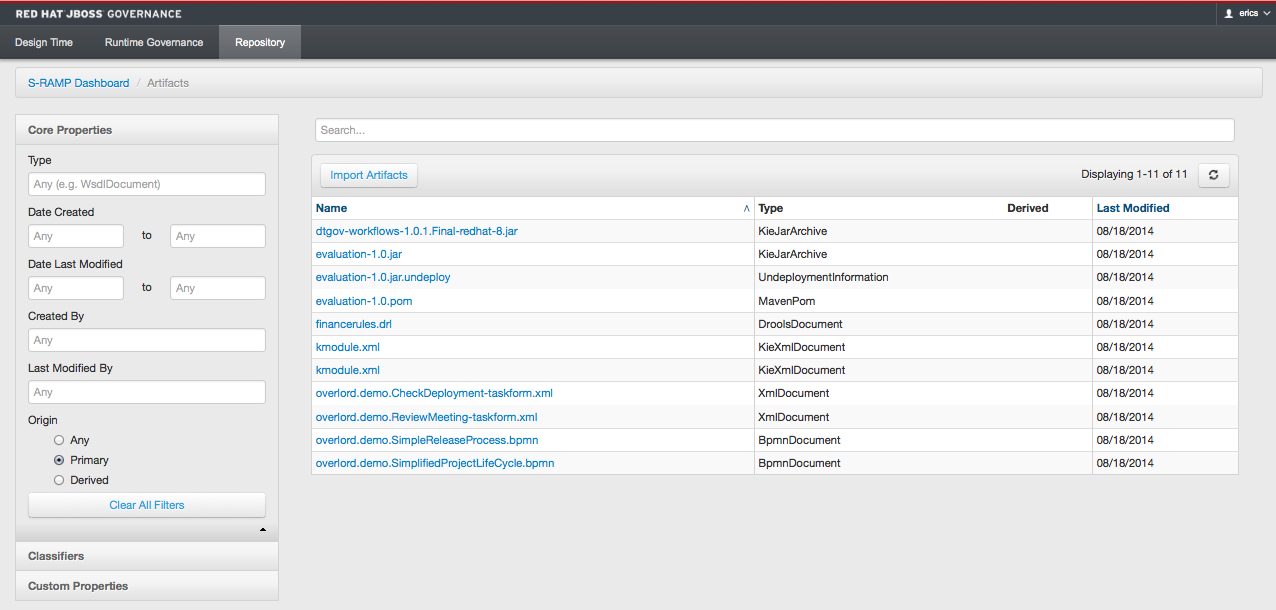 RED HAT JBOSS GOVERNANCE
erics
Design Time Runtime Governance Repository
S-RAMP Dashboard / Artifacts
Core Properties
Type
Any (e.g. WsdlDocument)
Date Created
Any to Any
Date Last Modified
Any to Any
Created By
Any
Last Modified By
Any
Origin
Any
Primary
Derived
Clear All Filters
Classifiers
Custom Properties
Search...
Import Artifacts Displaying 1-11 of 11
Name Type Derived Last Modified
dtgov-workflows-1.0.1.Final-redhat-8.jar KieJarArchive 08/18/2014
evaluation-1.0.jar KieJarArchive 08/18/2014
evaluation-1.0.jar.undeploy UndeploymentInformation 08/18/2014
evaluation-1.0.pom MavenPom 08/18/2014
financerules.drl DroolsDocument 08/18/2014
kmodule.xml KieXmlDocument 08/18/2014
kmodule.xml KieXmlDocument 08/18/2014
overlord.demo.CheckDeployment-taskform.xml XmlDocument 08/18/2014
overlord.demo.ReviewMeeting-taskform.xml XmlDocument 08/18/2014
overlord.demo.SimpleReleaseProcess.bpmn BpmnDocument 08/18/2014
overlord.demo.SimplifiedProjectLifeCycle.bpmn BpmnDocument 08/18/2014